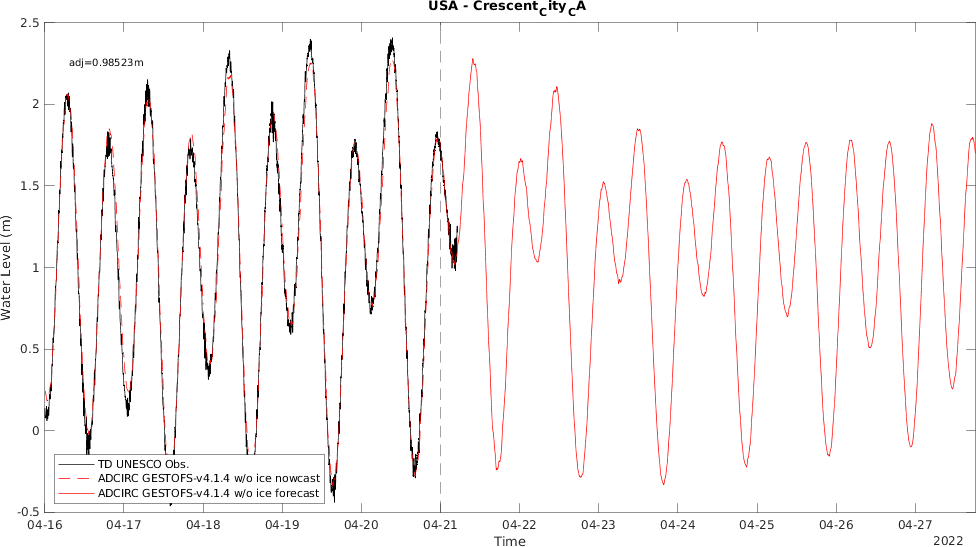 USA - Crescent_City_CA
adj=0.98523m
Water Level (m)
2.5
2
1.5
1
0.5
0
-0.5
TD UNESCO Obs.
ADCIRC GESTOFS-v4.1.4 w/o ice nowcast
ADCIRC GESTOFS-v4.1.4 w/o ice forecast
04-16 04-17 04-18 04-19 04-20 04-21 04-22 04-23 04-24 04-25 04-26 04-27
Time
2022